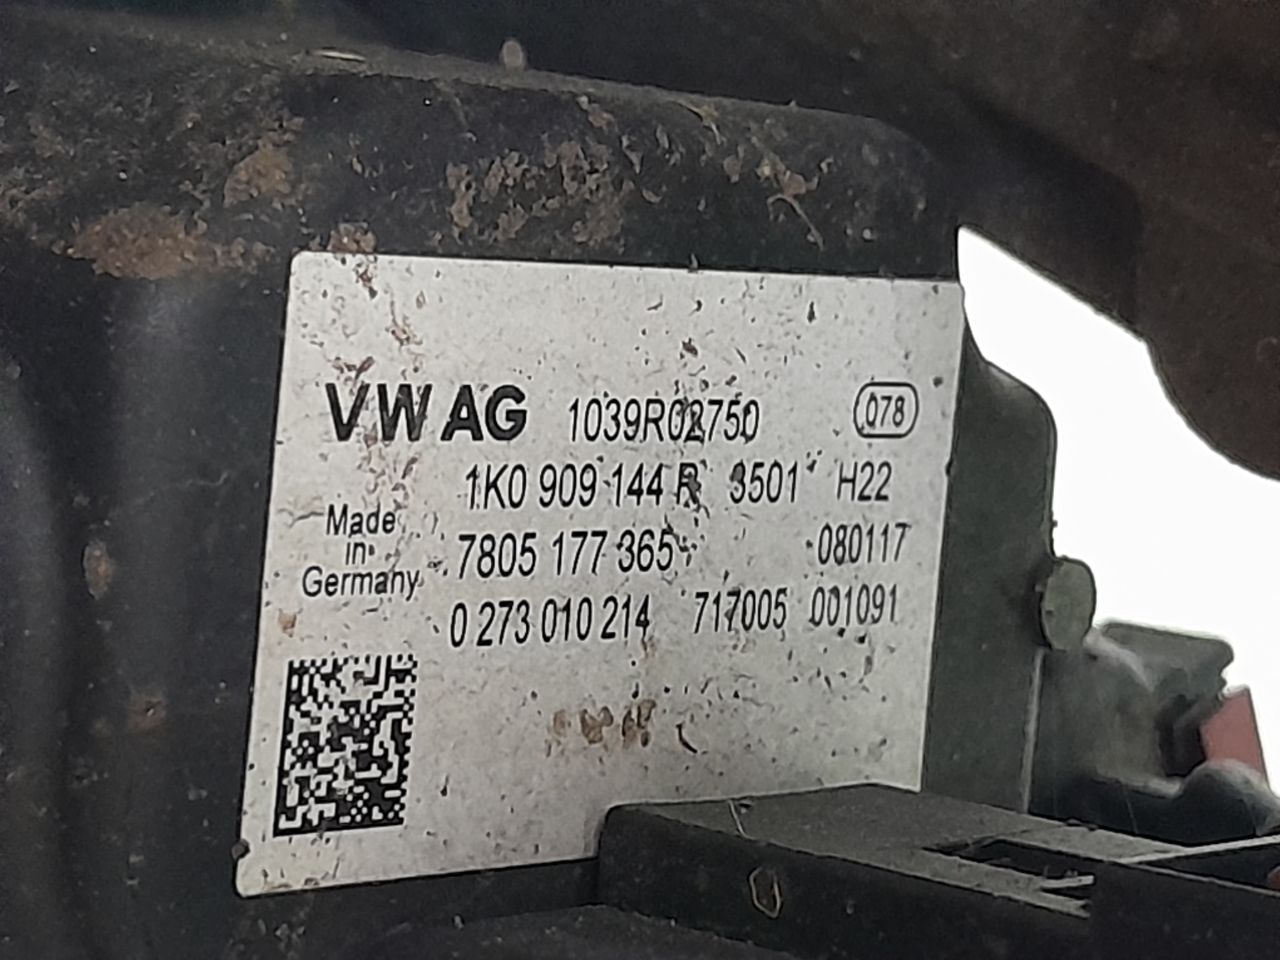 VW AG 1039R02750 078
1K0 909 144 R 3501 H22
Made in Germany
7805 177 365 080117
0 273 010 214 717005 001091